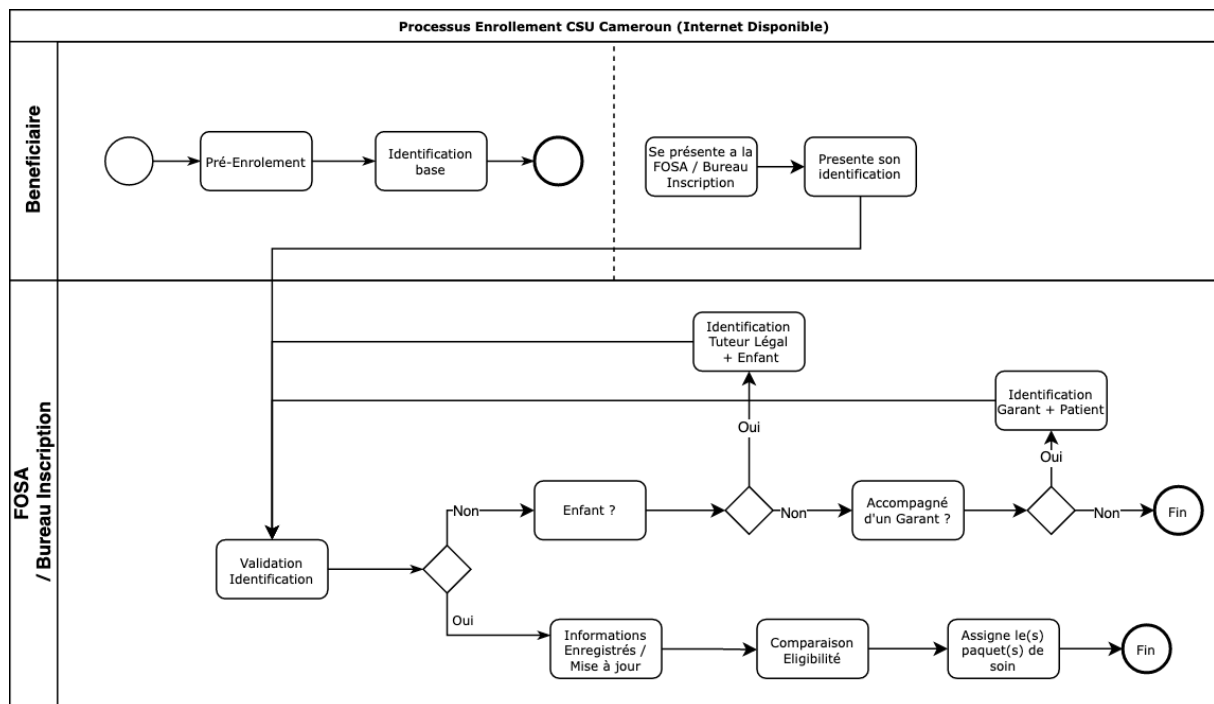 Processus Enrollement CSU Cameroun (Internet Disponible)
Beneficiaire
Pré-Enrolement
Identification
base
Se présente a la
FOSA / Bureau
Inscription
Presente son
identification
FOSA
/ Bureau Inscription
Identification
Tuteur Légal
+ Enfant
Identification
Garant + Patient
Oui
Oui
Non
Enfant ?
Non
Accompagné
d'un Garant ?
Non
Fin
Validation
Identification
Oui
Informations
Enregistrés /
Mise à jour
Comparaison
Eligibilité
Assigne le(s)
paquet(s) de
soin
Fin